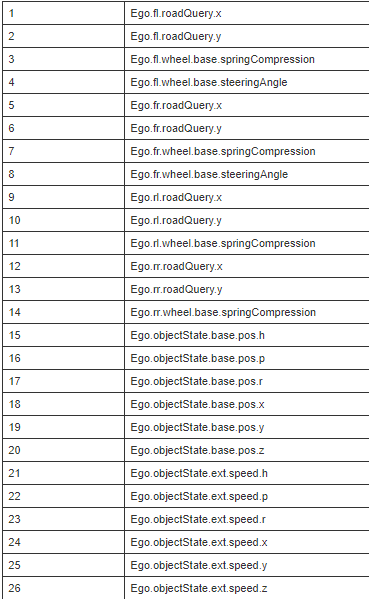 1 Ego.fl.roadQuery.x
2 Ego.fl.roadQuery.y
3 Ego.fl.wheel.base.springCompression
4 Ego.fl.wheel.base.steeringAngle
5 Ego.fr.roadQuery.x
6 Ego.fr.roadQuery.y
7 Ego.fr.wheel.base.springCompression
8 Ego.fr.wheel.base.steeringAngle
9 Ego.rl.roadQuery.x
10 Ego.rl.roadQuery.y
11 Ego.rl.wheel.base.springCompression
12 Ego.rr.roadQuery.x
13 Ego.rr.roadQuery.y
14 Ego.rr.wheel.base.springCompression
15 Ego.objectState.base.pos.h
16 Ego.objectState.base.pos.p
17 Ego.objectState.base.pos.r
18 Ego.objectState.base.pos.x
19 Ego.objectState.base.pos.y
20 Ego.objectState.base.pos.z
21 Ego.objectState.ext.speed.h
22 Ego.objectState.ext.speed.p
23 Ego.objectState.ext.speed.r
24 Ego.objectState.ext.speed.x
25 Ego.objectState.ext.speed.y
26 Ego.objectState.ext.speed.z